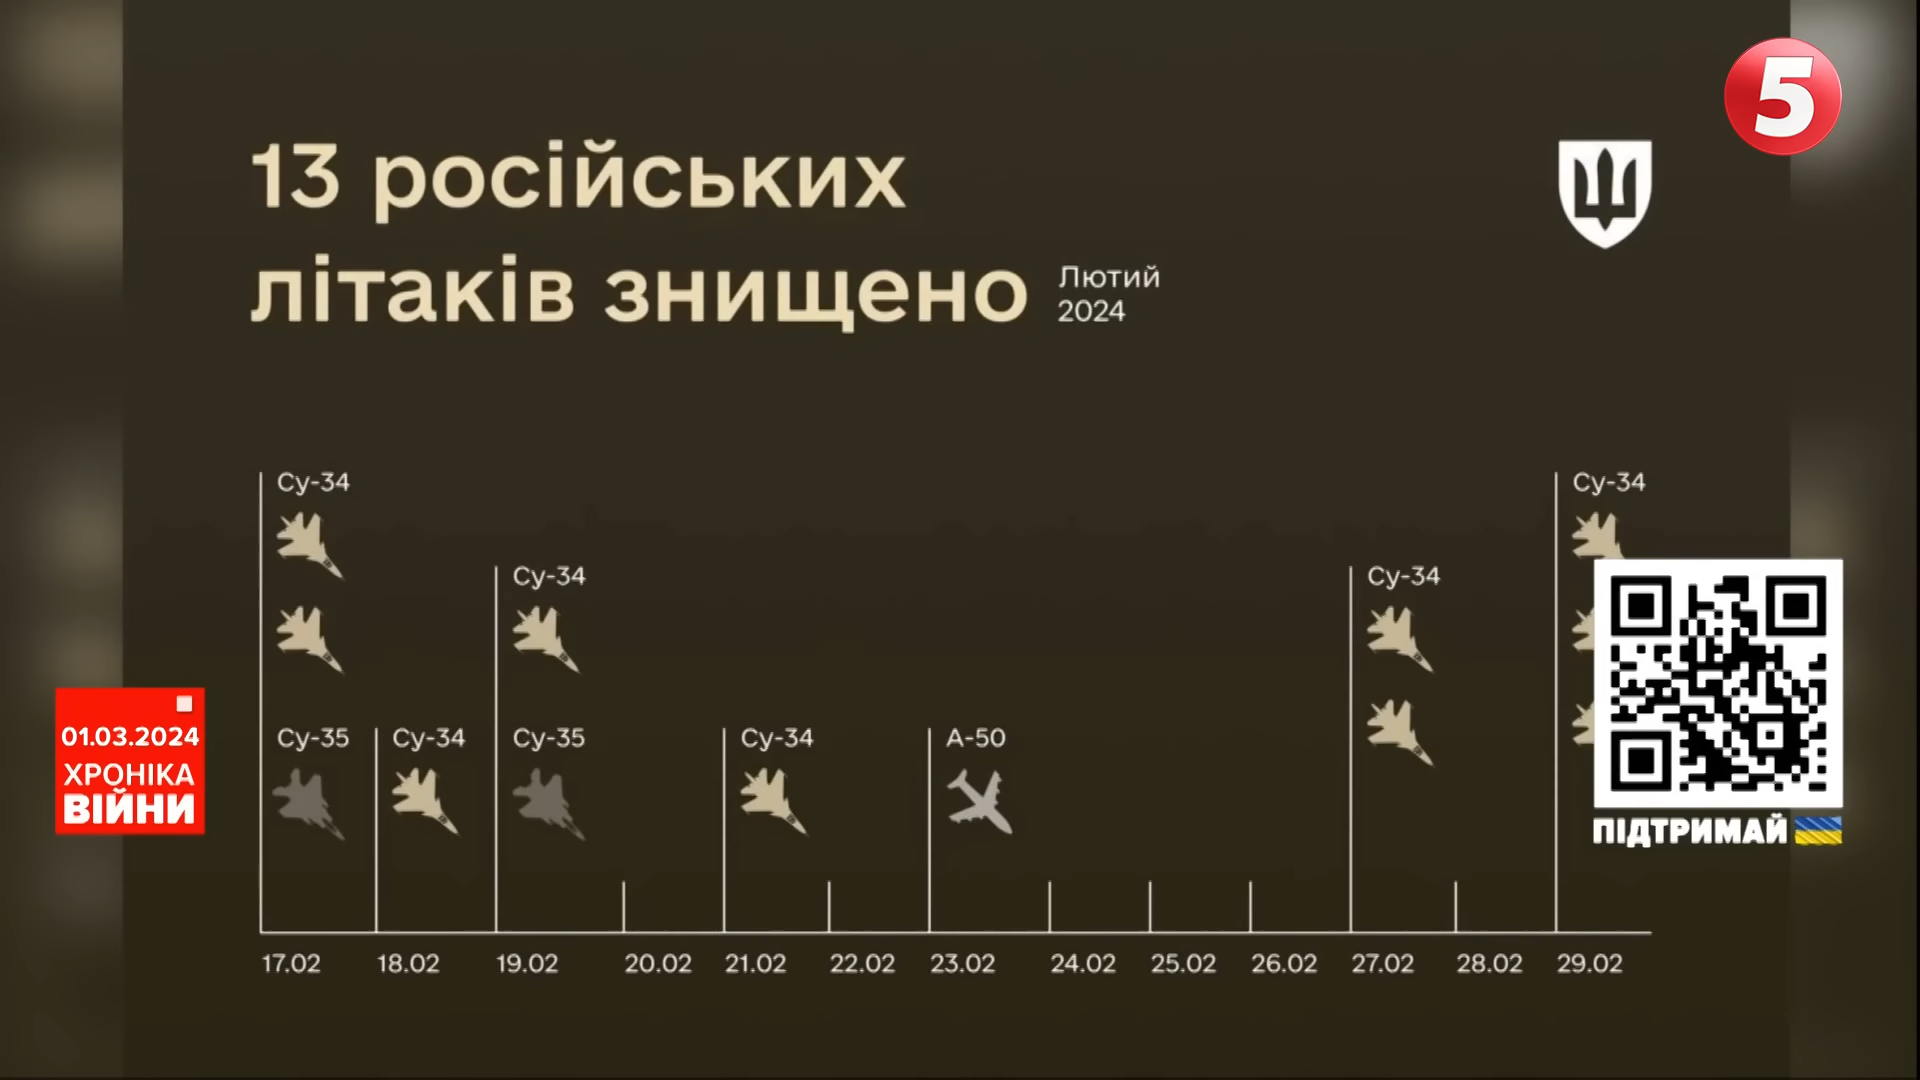 5
13 російських
літаків знищено
Лютий
2024
Су-34
Су-34
Су-34
Су-34
Су-35
Су-34
Су-35
Су-34
А-50
01.03.2024
ХРОНІКА
ВІЙНИ
ПІДТРИМАЙ
17.02
18.02
19.02
20.02
21.02
22.02
23.02
24.02
25.02
26.02
27.02
28.02
29.02